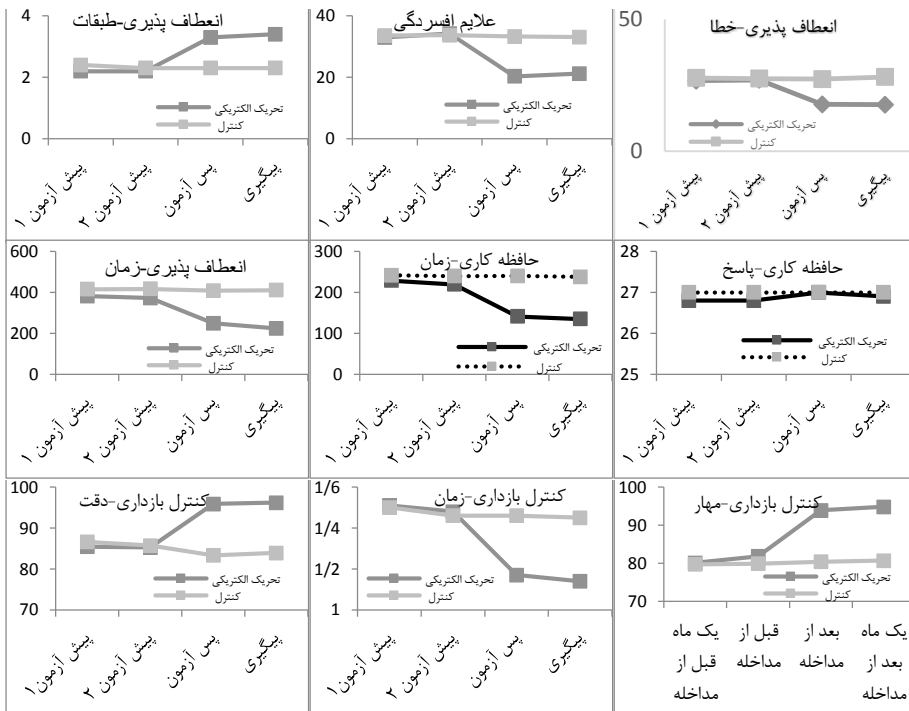 انعطاف پذیری-طبقات
4
2
0
تحریک الکتریکی
کنترل
پیش آزمون ۱
پیش آزمون ۲
پس آزمون
پیگیری
علایم افسردگی
40
20
0
تحریک الکتریکی
کنترل
پیش آزمون ۱
پیش آزمون ۲
پس آزمون
پیگیری
انعطاف پذیری-خطا
50
0
تحریک الکتریکی
کنترل
پیش آزمون ۱
پیش آزمون ۲
پس آزمون
پیگیری
انعطاف پذیری-زمان
600
400
200
0
تحریک الکتریکی
کنترل
پیش آزمون ۱
پیش آزمون ۲
پس آزمون
پیگیری
حافظه کاری-زمان
300
200
100
0
تحریک الکتریکی
کنترل
پیش آزمون ۱
پیش آزمون ۲
پس آزمون
پیگیری
حافظه کاری-پاسخ
28
27
26
25
تحریک الکتریکی
کنترل
پیش آزمون ۱
پیش آزمون ۲
پس آزمون
پیگیری
کنترل بازداری-دقت
100
90
80
70
تحریک الکتریکی
کنترل
پیش آزمون ۱
پیش آزمون ۲
پس آزمون
پیگیری
کنترل بازداری-زمان
1/6
1/4
1/2
1
تحریک الکتریکی
کنترل
پیش آزمون۱
پیش آزمون ۲
پس آزمون
پیگیری
کنترل بازداری-مهار
100
90
80
70
تحریک الکتریکی
کنترل
یک ماه
قبل از
مداخله
قبل از
مداخله
بعد از
مداخله
یک ماه
بعد از
مداخله